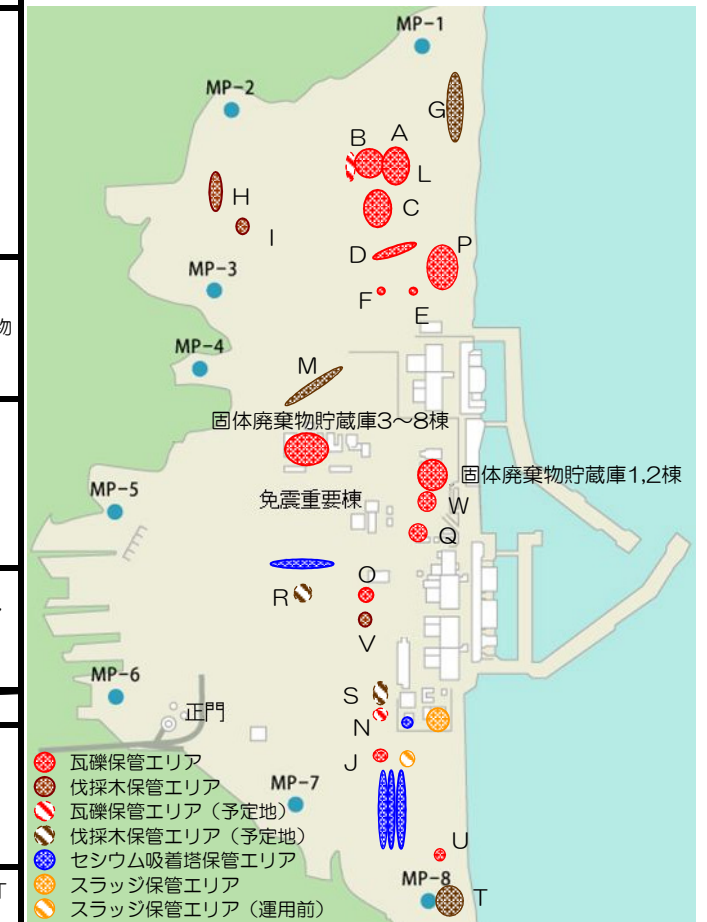 MP-1
MP-2
G
B
A
L
H
C
I
D
P
MP-3
F
E
物
MP-4
M
固体廃棄物貯蔵庫3～8棟
固体廃棄物貯蔵庫1,2棟
MP-5
免震重要棟
W
Q
O
R
V
MP-6
S
正門
N
J
瓦礫保管エリア
伐採木保管エリア
MP-7
瓦礫保管エリア（予定地）
伐採木保管エリア（予定地）
U
セシウム吸着塔保管エリア
MP-8
スラッジ保管エリア
T
スラッジ保管エリア（運用前）